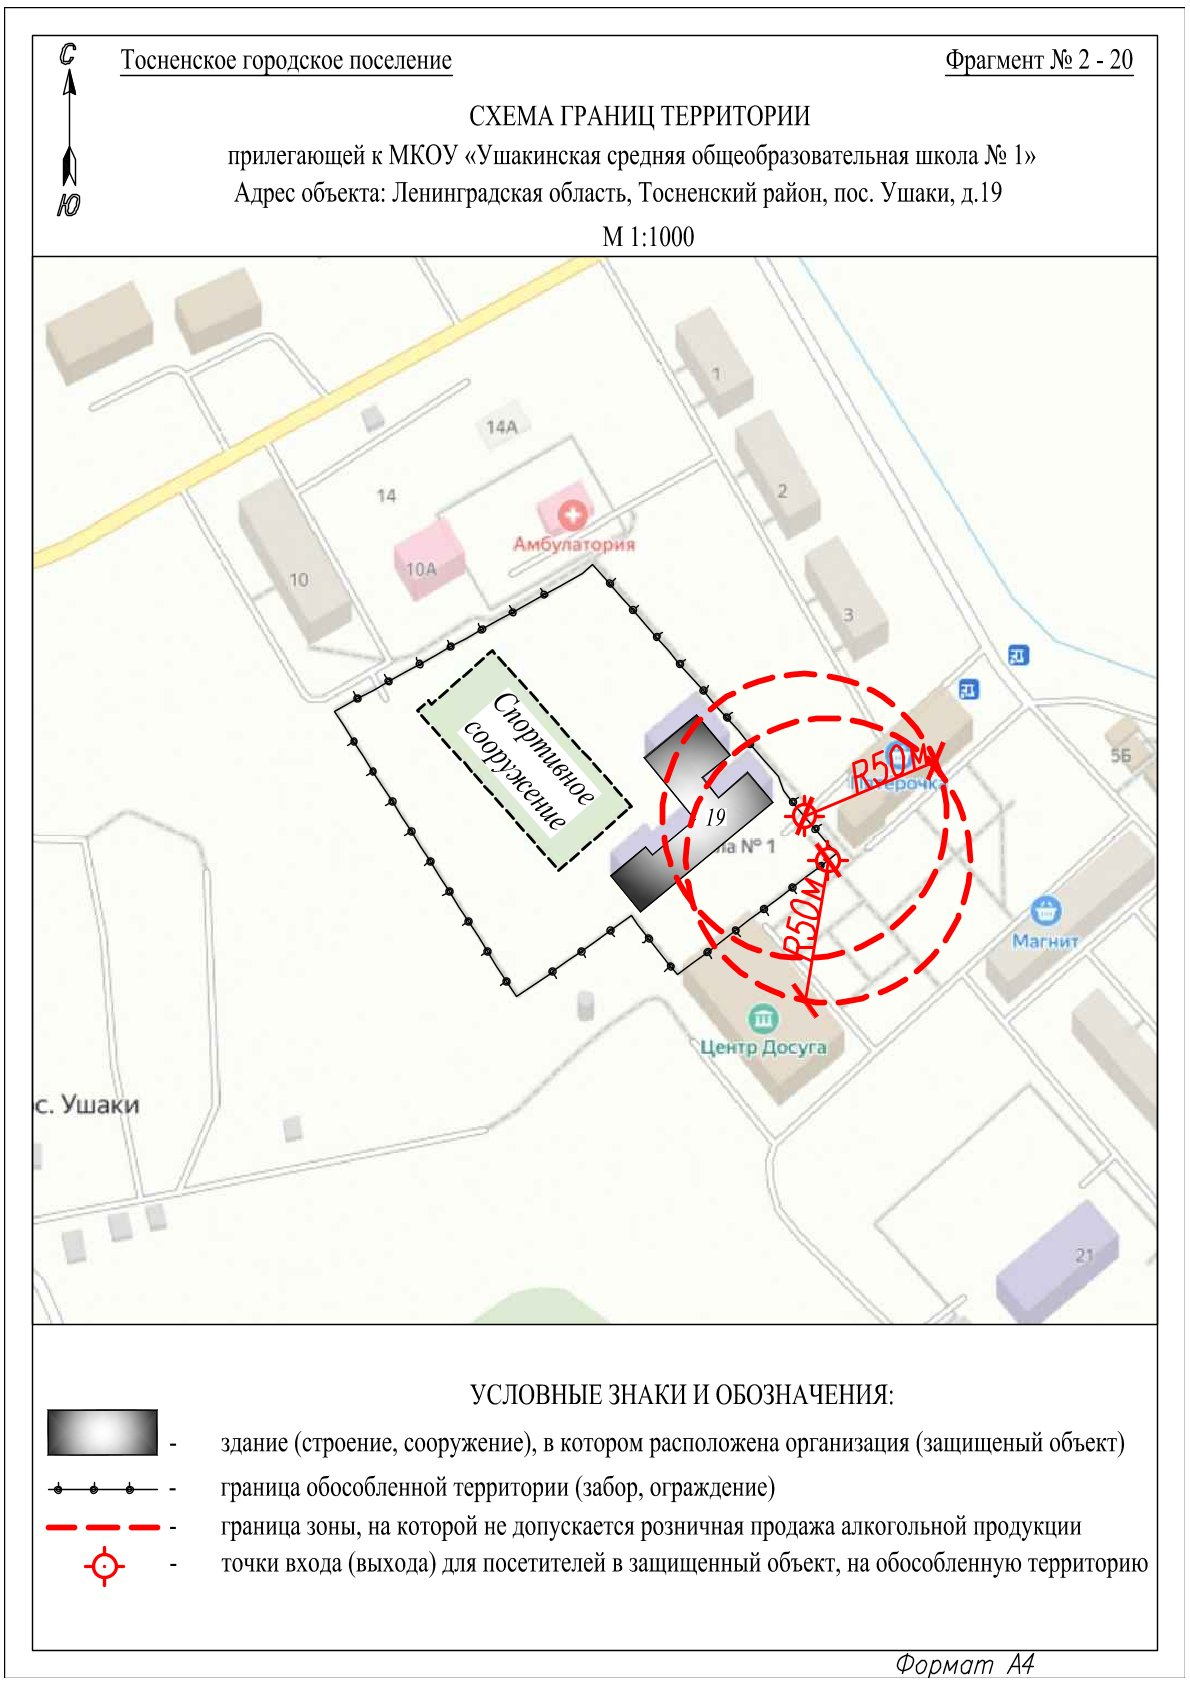 С
Ю
Тосненское городское поселение
Фрагмент № 2 - 20
СХЕМА ГРАНИЦ ТЕРРИТОРИИ
прилегающей к МКОУ «Ушакинская средняя общеобразовательная школа № 1»
Адрес объекта: Ленинградская область, Тосненский район, пос. Ушаки, д.19
М 1:1000
1
14А
2
14
Амбулатория
10А
10
3
Спортивное
сооружение
R50м
5Б
19
ла № 1
R50м
Магнит
Центр Досуга
с. Ушаки
21
УСЛОВНЫЕ ЗНАКИ И ОБОЗНАЧЕНИЯ:
- здание (строение, сооружение), в котором расположена организация (защищеный объект)
- граница обособленной территории (забор, ограждение)
- граница зоны, на которой не допускается розничная продажа алкогольной продукции
- точки входа (выхода) для посетителей в защищенный объект, на обособленную территорию
Формат А4